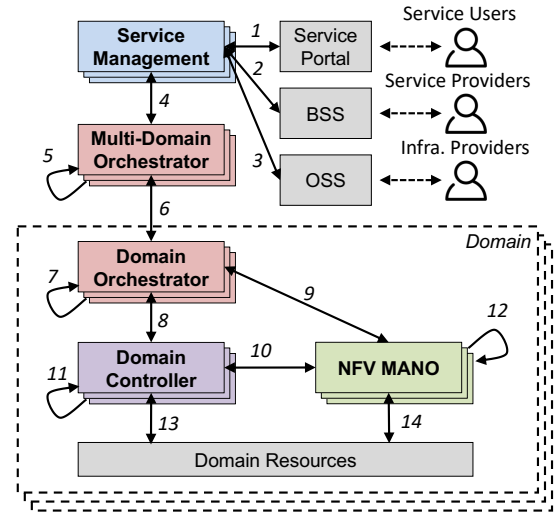 Service Users
Service
Management
1
Service
Portal
2
Service Providers
BSS
4
3
Infra. Providers
Multi-Domain
Orchestrator
5
OSS
6
Domain
Domain
Orchestrator
7
9
8
12
Domain
Controller
10
NFV MANO
11
13
14
Domain Resources